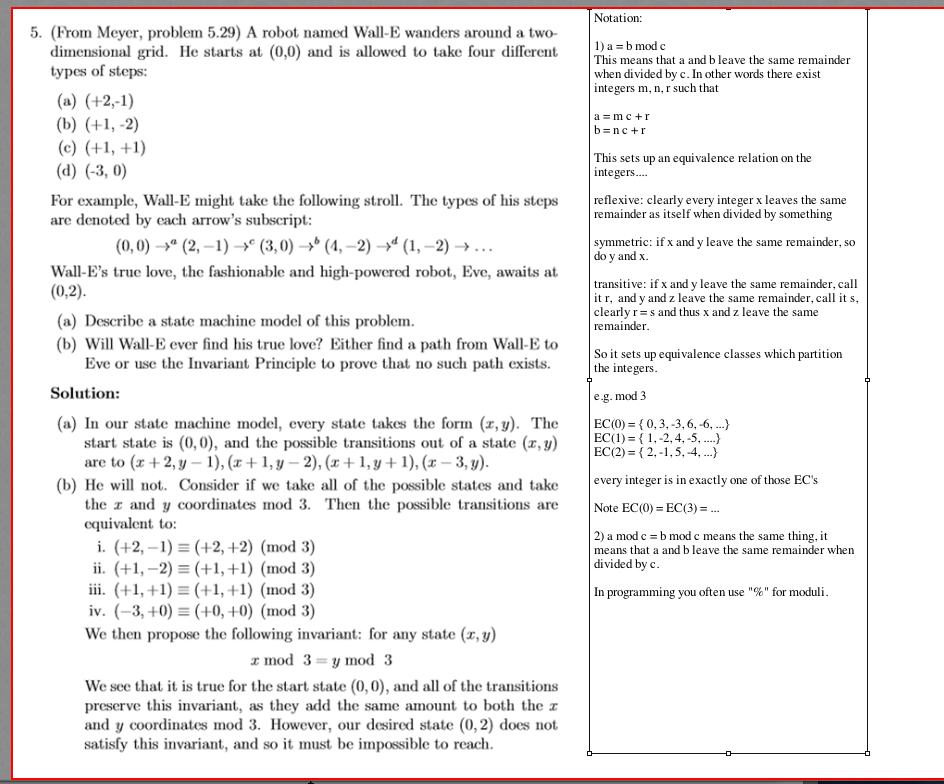 5. (From Meyer, problem 5.29) A robot named Wall-E wanders around a two-
dimensional grid. He starts at (0,0) and is allowed to take four different
types of steps:
(a) (+2,-1)
(b) (+1, -2)
(c) (+1, +1)
(d) (-3, 0)
For example, Wall-E might take the following stroll. The types of his steps
are denoted by each arrow's subscript:
(0, 0) →ᵃ (2, −1) →ᶜ (3, 0) →ᵇ (4, −2) →ᵈ (1, −2) → . . .
Wall-E's true love, the fashionable and high-powered robot, Eve, awaits at
(0,2).
(a) Describe a state machine model of this problem.
(b) Will Wall-E ever find his true love? Either find a path from Wall-E to
Eve or use the Invariant Principle to prove that no such path exists.
Solution:
(a) In our state machine model, every state takes the form (x, y). The
start state is (0, 0), and the possible transitions out of a state (x, y)
are to (x + 2, y − 1), (x + 1, y − 2), (x + 1, y + 1), (x − 3, y).
(b) He will not. Consider if we take all of the possible states and take
the x and y coordinates mod 3. Then the possible transitions are
equivalent to:
i. (+2, −1) ≡ (+2, +2) (mod 3)
ii. (+1, −2) ≡ (+1, +1) (mod 3)
iii. (+1, +1) ≡ (+1, +1) (mod 3)
iv. (−3, +0) ≡ (+0, +0) (mod 3)
We then propose the following invariant: for any state (x, y)
x mod 3 = y mod 3
We see that it is true for the start state (0, 0), and all of the transitions
preserve this invariant, as they add the same amount to both the x
and y coordinates mod 3. However, our desired state (0, 2) does not
satisfy this invariant, and so it must be impossible to reach.
Notation:
1) a = b mod c
This means that a and b leave the same remainder
when divided by c. In other words there exist
integers m, n, r such that
a = m c + r
b = n c + r
This sets up an equivalence relation on the
integers....
reflexive: clearly every integer x leaves the same
remainder as itself when divided by something
symmetric: if x and y leave the same remainder, so
do y and x.
transitive: if x and y leave the same remainder, call
it r, and y and z leave the same remainder, call it s,
clearly r = s and thus x and z leave the same
remainder.
So it sets up equivalence classes which partition
the integers.
e.g. mod 3
EC(0) = { 0, 3, -3, 6, -6, ...}
EC(1) = { 1, -2, 4, -5, ....}
EC(2) = { 2, -1, 5, -4, ...}
every integer is in exactly one of those EC's
Note EC(0) = EC(3) = ...
2) a mod c = b mod c means the same thing, it
means that a and b leave the same remainder when
divided by c.
In programming you often use "%" for moduli.